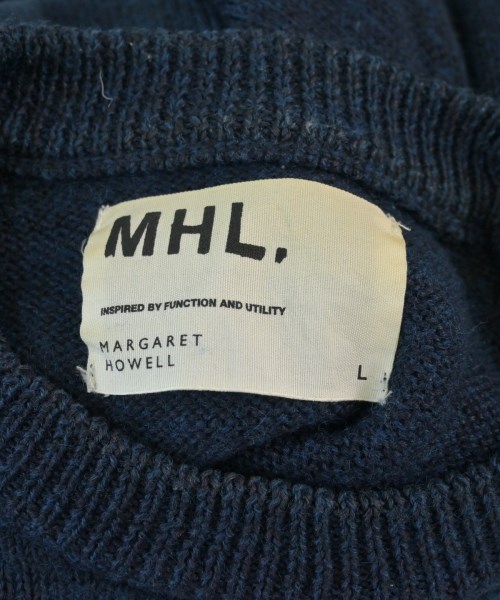 MHL.
INSPIRED BY FUNCTION AND UTILITY
MARGARET
HOWELL
L